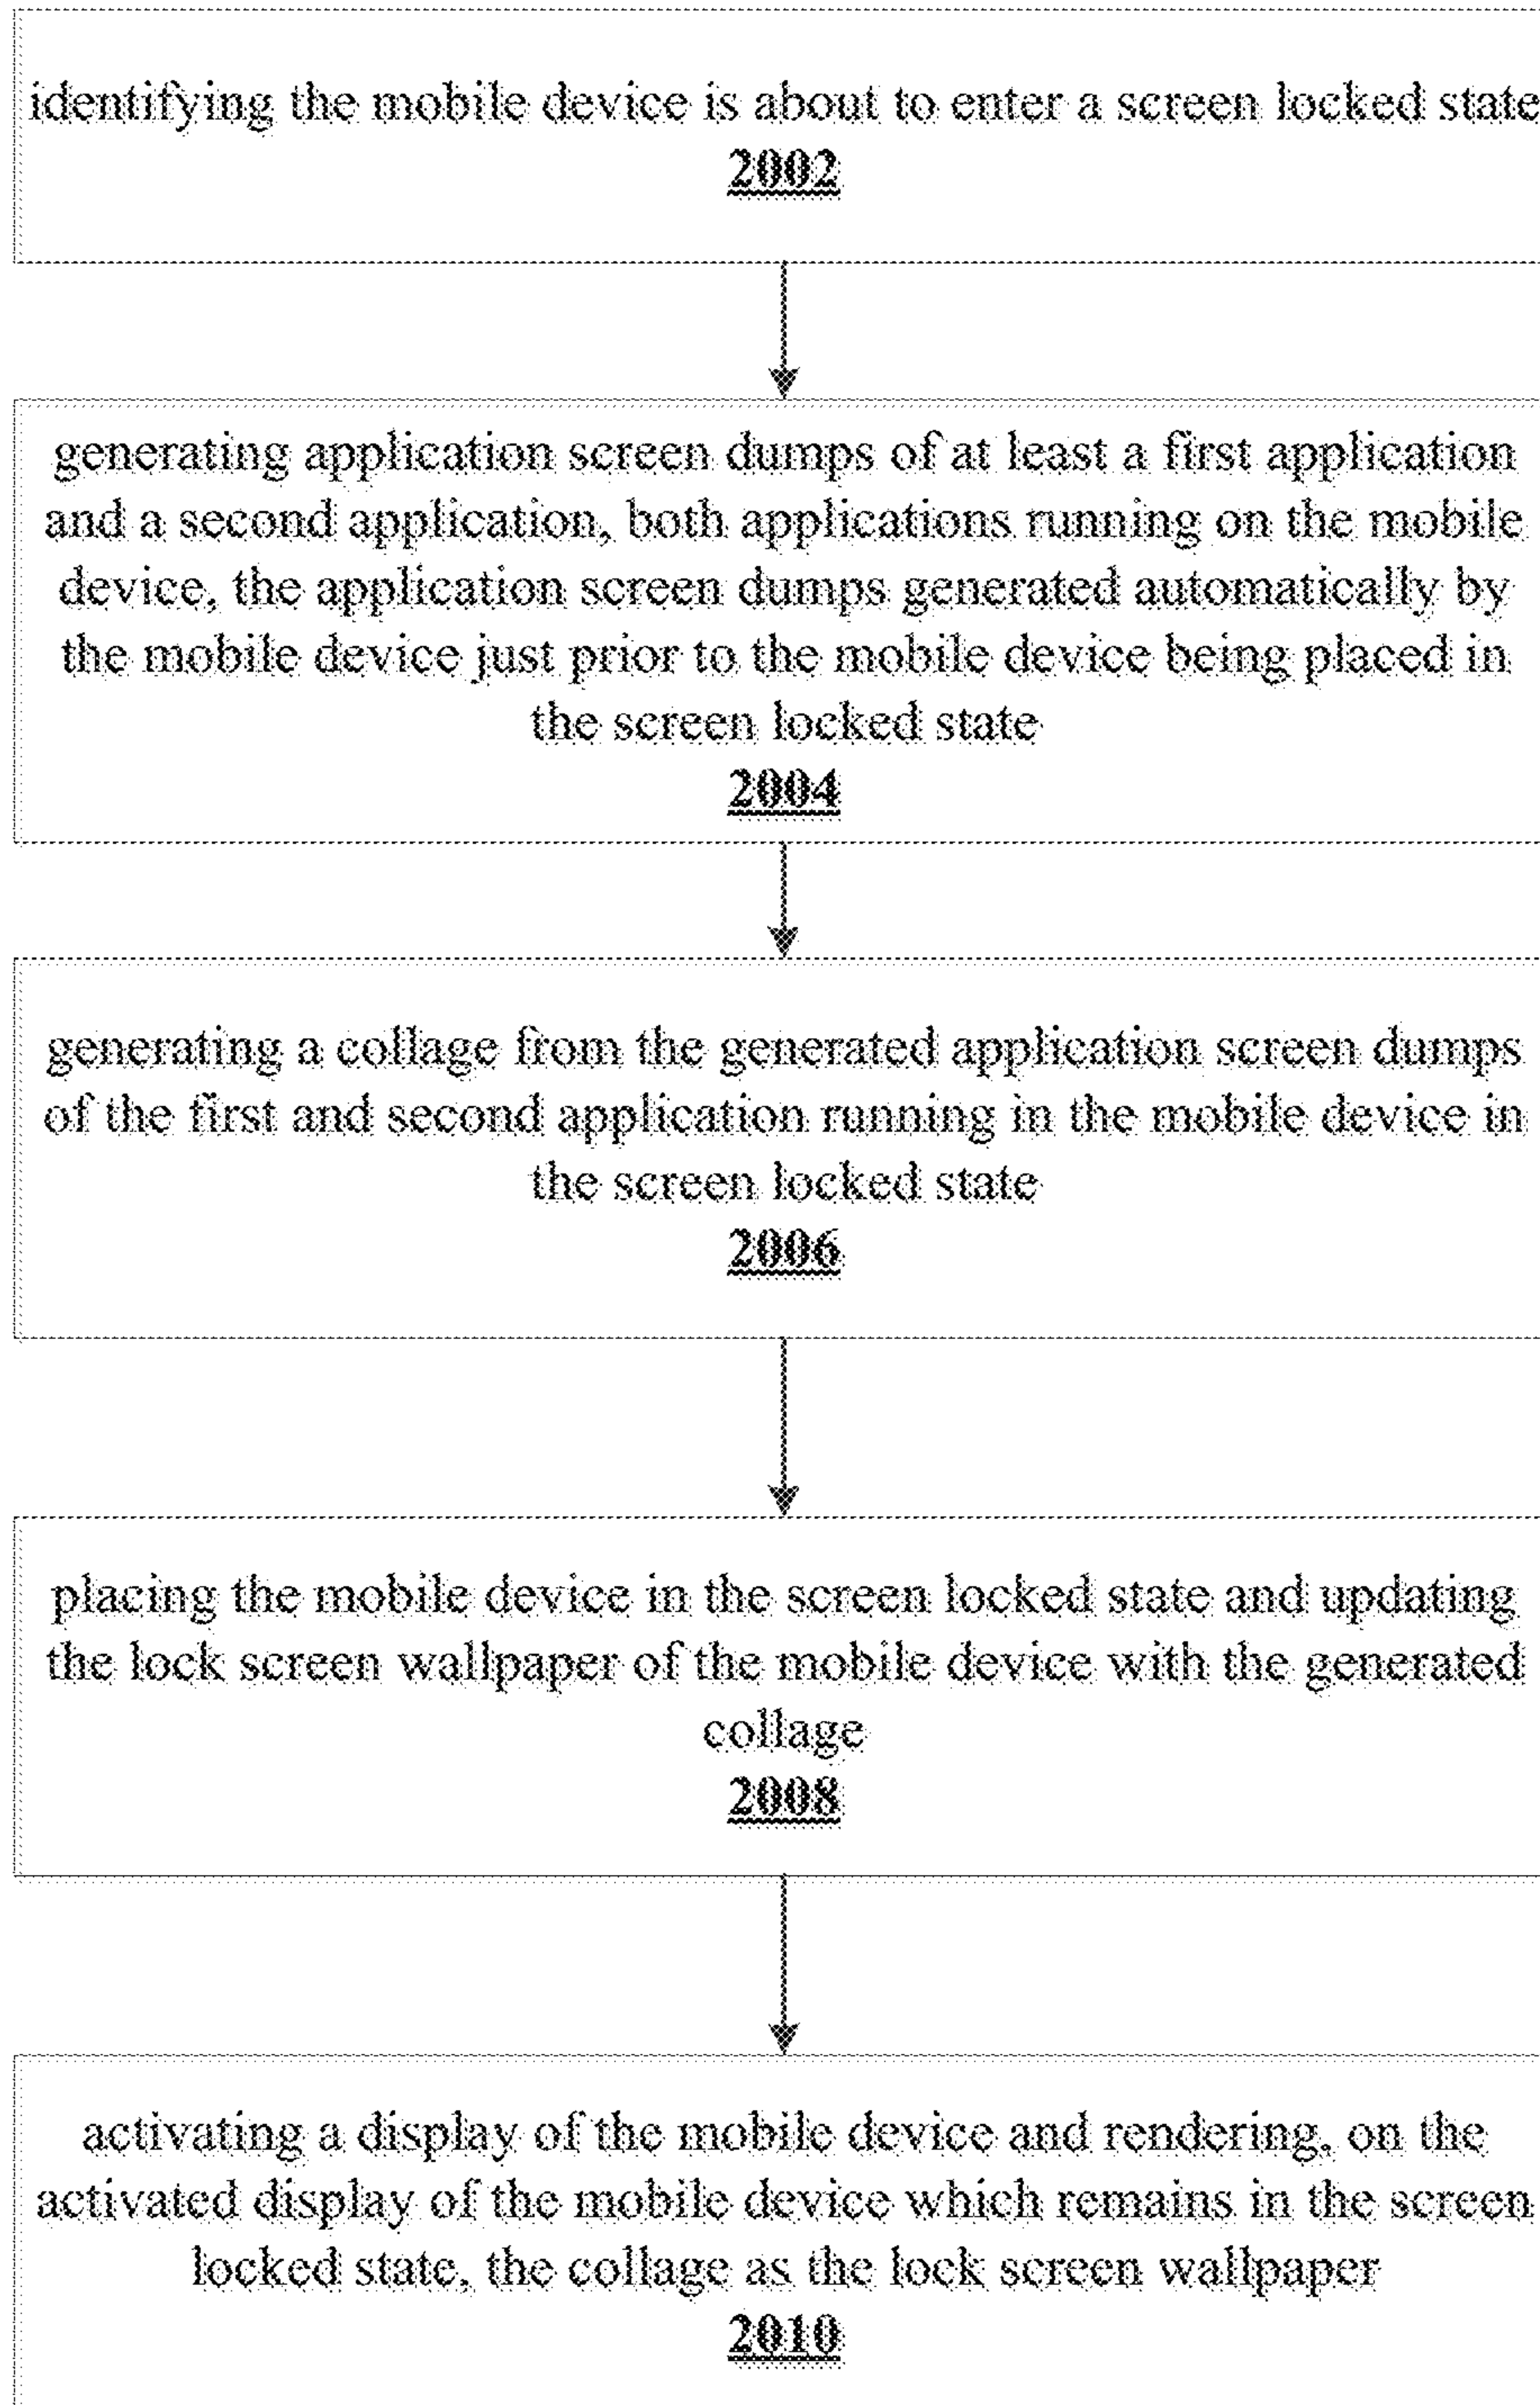 identifying the mobile device is about to enter a screen locked state
2002
generating application screen dumps of at least a first application
and a second application, both applications running on the mobile
device, the application screen dumps generated automatically by
the mobile device just prior to the mobile device being placed in
the screen locked state
2004
generating a collage from the generated application screen dumps
of the first and second application running in the mobile device in
the screen locked state
2006
placing the mobile device in the screen locked state and updating
the lock screen wallpaper of the mobile device with the generated
collage
2008
activating a display of the mobile device and rendering, on the
activated display of the mobile device which remains in the screen
locked state, the collage as the lock screen wallpaper
2010